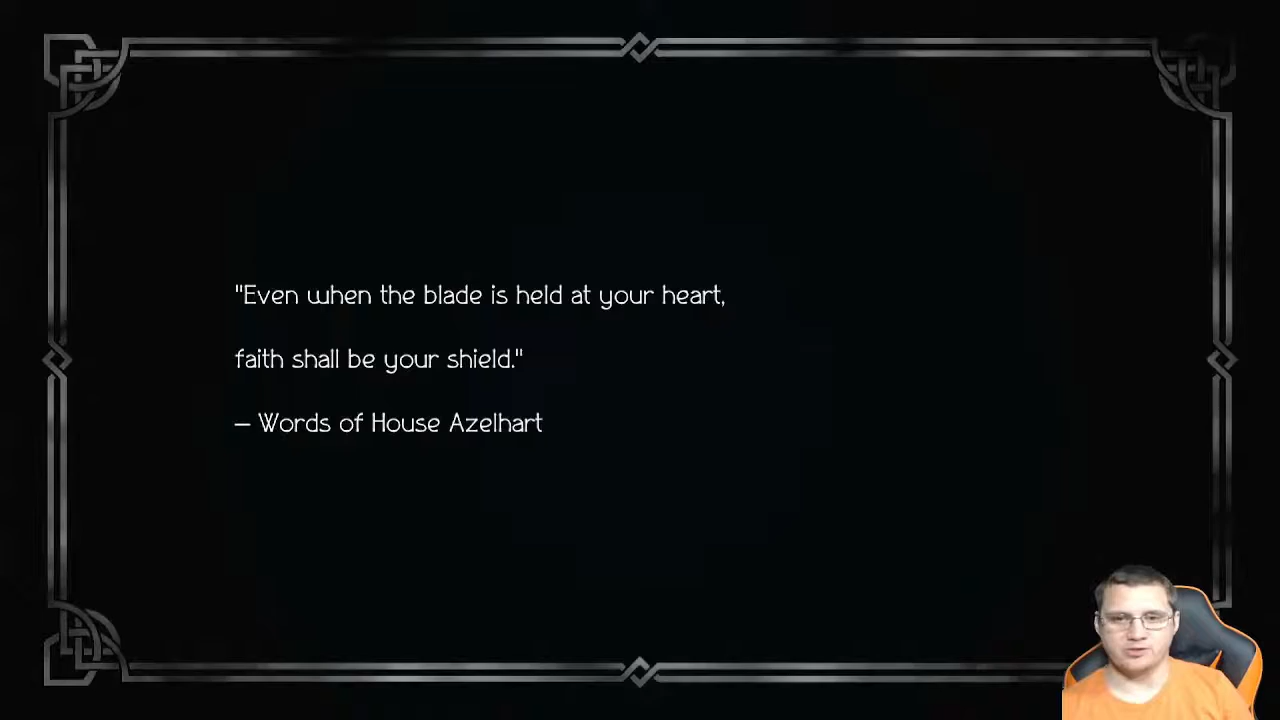 "Even when the blade is held at your heart,
faith shall be your shield."
– Words of House Azelhart